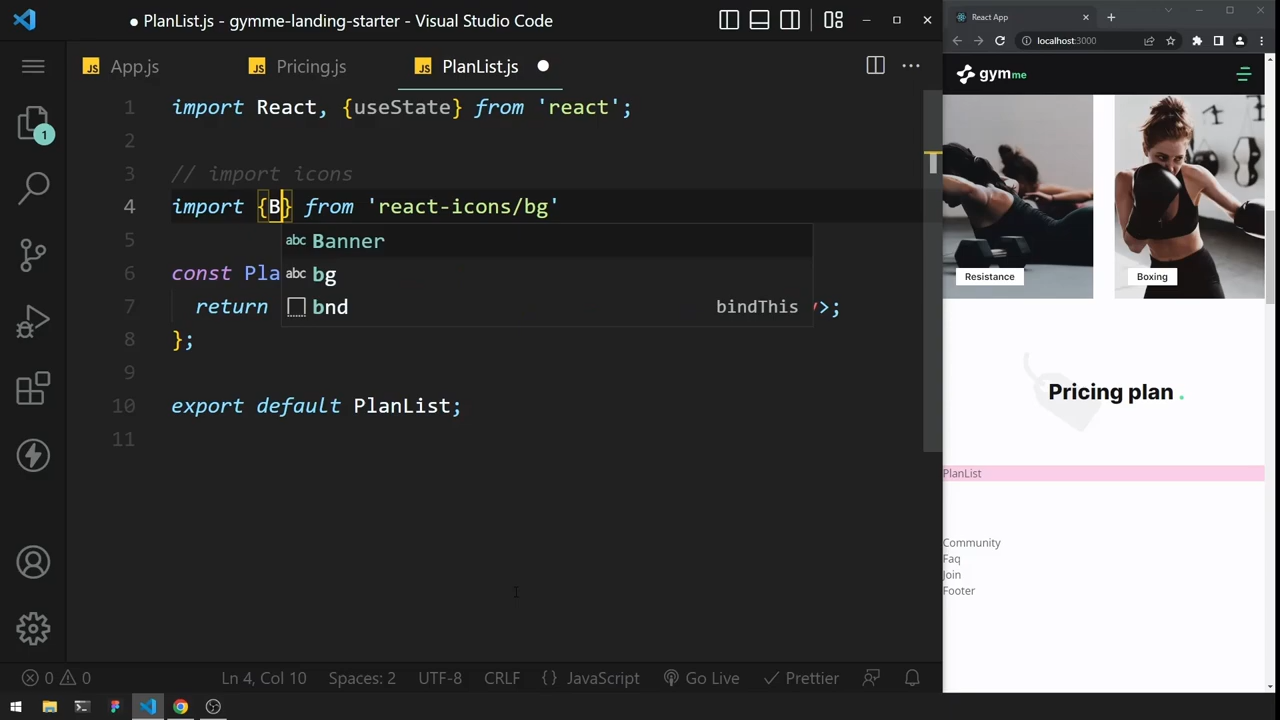 PlanList.js - gymme-landing-starter - Visual Studio Code
JS App.js
JS Pricing.js
JS PlanList.js
1 import React, {useState} from 'react';
2
3 // import icons
4 import {B} from 'react-icons/bg'
abc Banner
abc bg
bnd bindThis
5
6 const Pla
7 return >;
8 };
9
10 export default PlanList;
11
1
0 0
Ln 4, Col 10
Spaces: 2
UTF-8
CRLF
{} JavaScript
Go Live
Prettier
React App
localhost:3000
gymme
Resistance
Boxing
Pricing plan .
PlanList
Community
Faq
Join
Footer